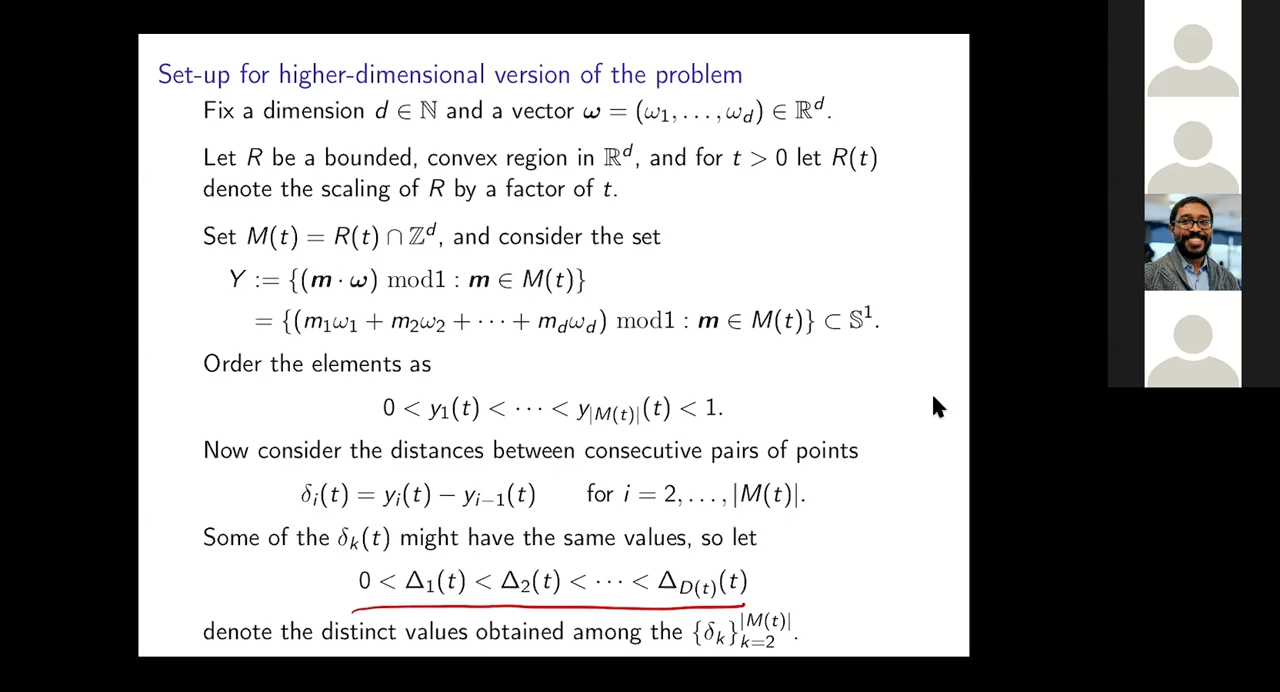 Set-up for higher-dimensional version of the problem
Fix a dimension d ∈ ℕ and a vector ω = (ω₁, . . . , ω_d) ∈ ℝ^d.
Let R be a bounded, convex region in ℝ^d, and for t > 0 let R(t)
denote the scaling of R by a factor of t.
Set M(t) = R(t) ∩ ℤ^d, and consider the set
Y := {(m · ω) mod1 : m ∈ M(t)}
= {(m₁ω₁ + m₂ω₂ + · · · + m_dω_d) mod1 : m ∈ M(t)} ⊂ 𝕊¹.
Order the elements as
0 < y₁(t) < · · · < y_{|M(t)|}(t) < 1.
Now consider the distances between consecutive pairs of points
δ_i(t) = y_i(t) − y_{i−1}(t) for i = 2, . . . , |M(t)|.
Some of the δ_k(t) might have the same values, so let
0 < Δ₁(t) < Δ₂(t) < · · · < Δ_{D(t)}(t)
denote the distinct values obtained among the {δ_k}_{k=2}^{|M(t)|}.